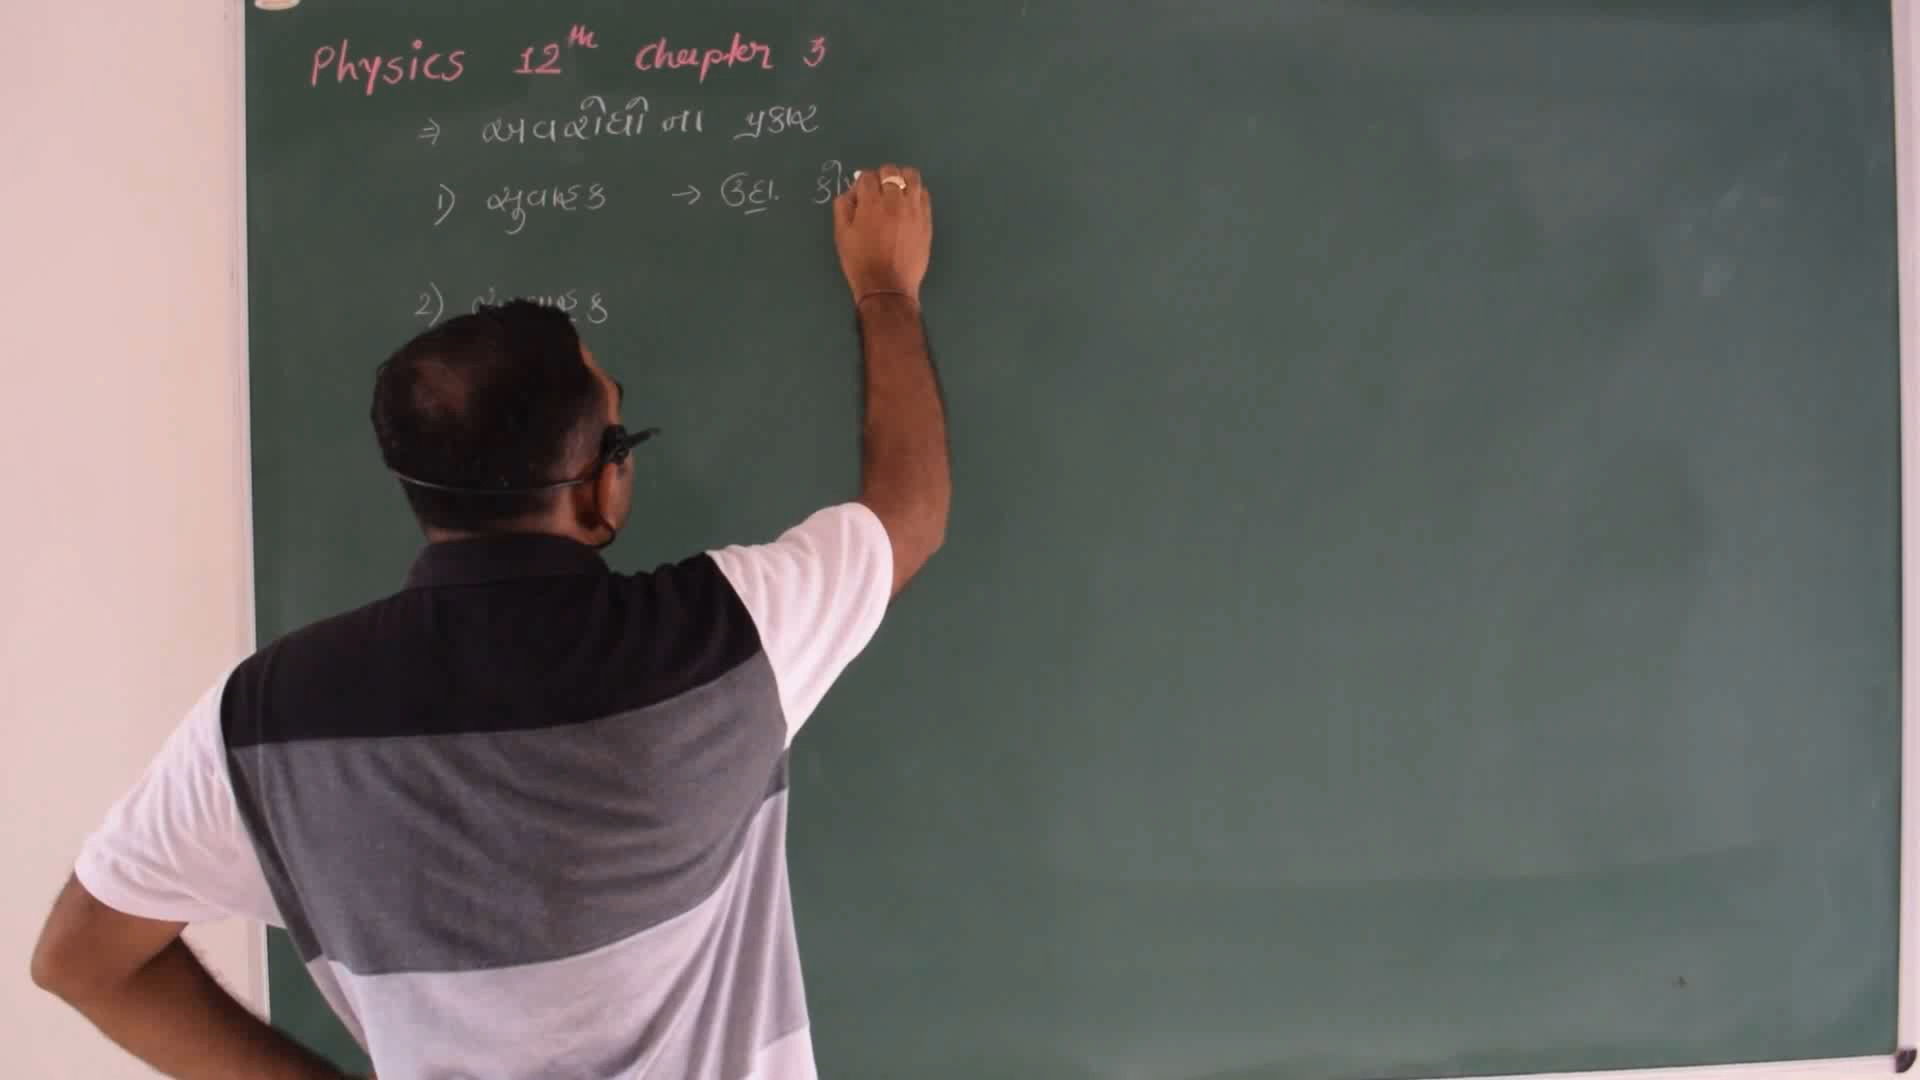 Physics 12th Chapter 3
⇒ અવરોધી ના પ્રકાર
1) સુવાહક → ઉદા.
2)